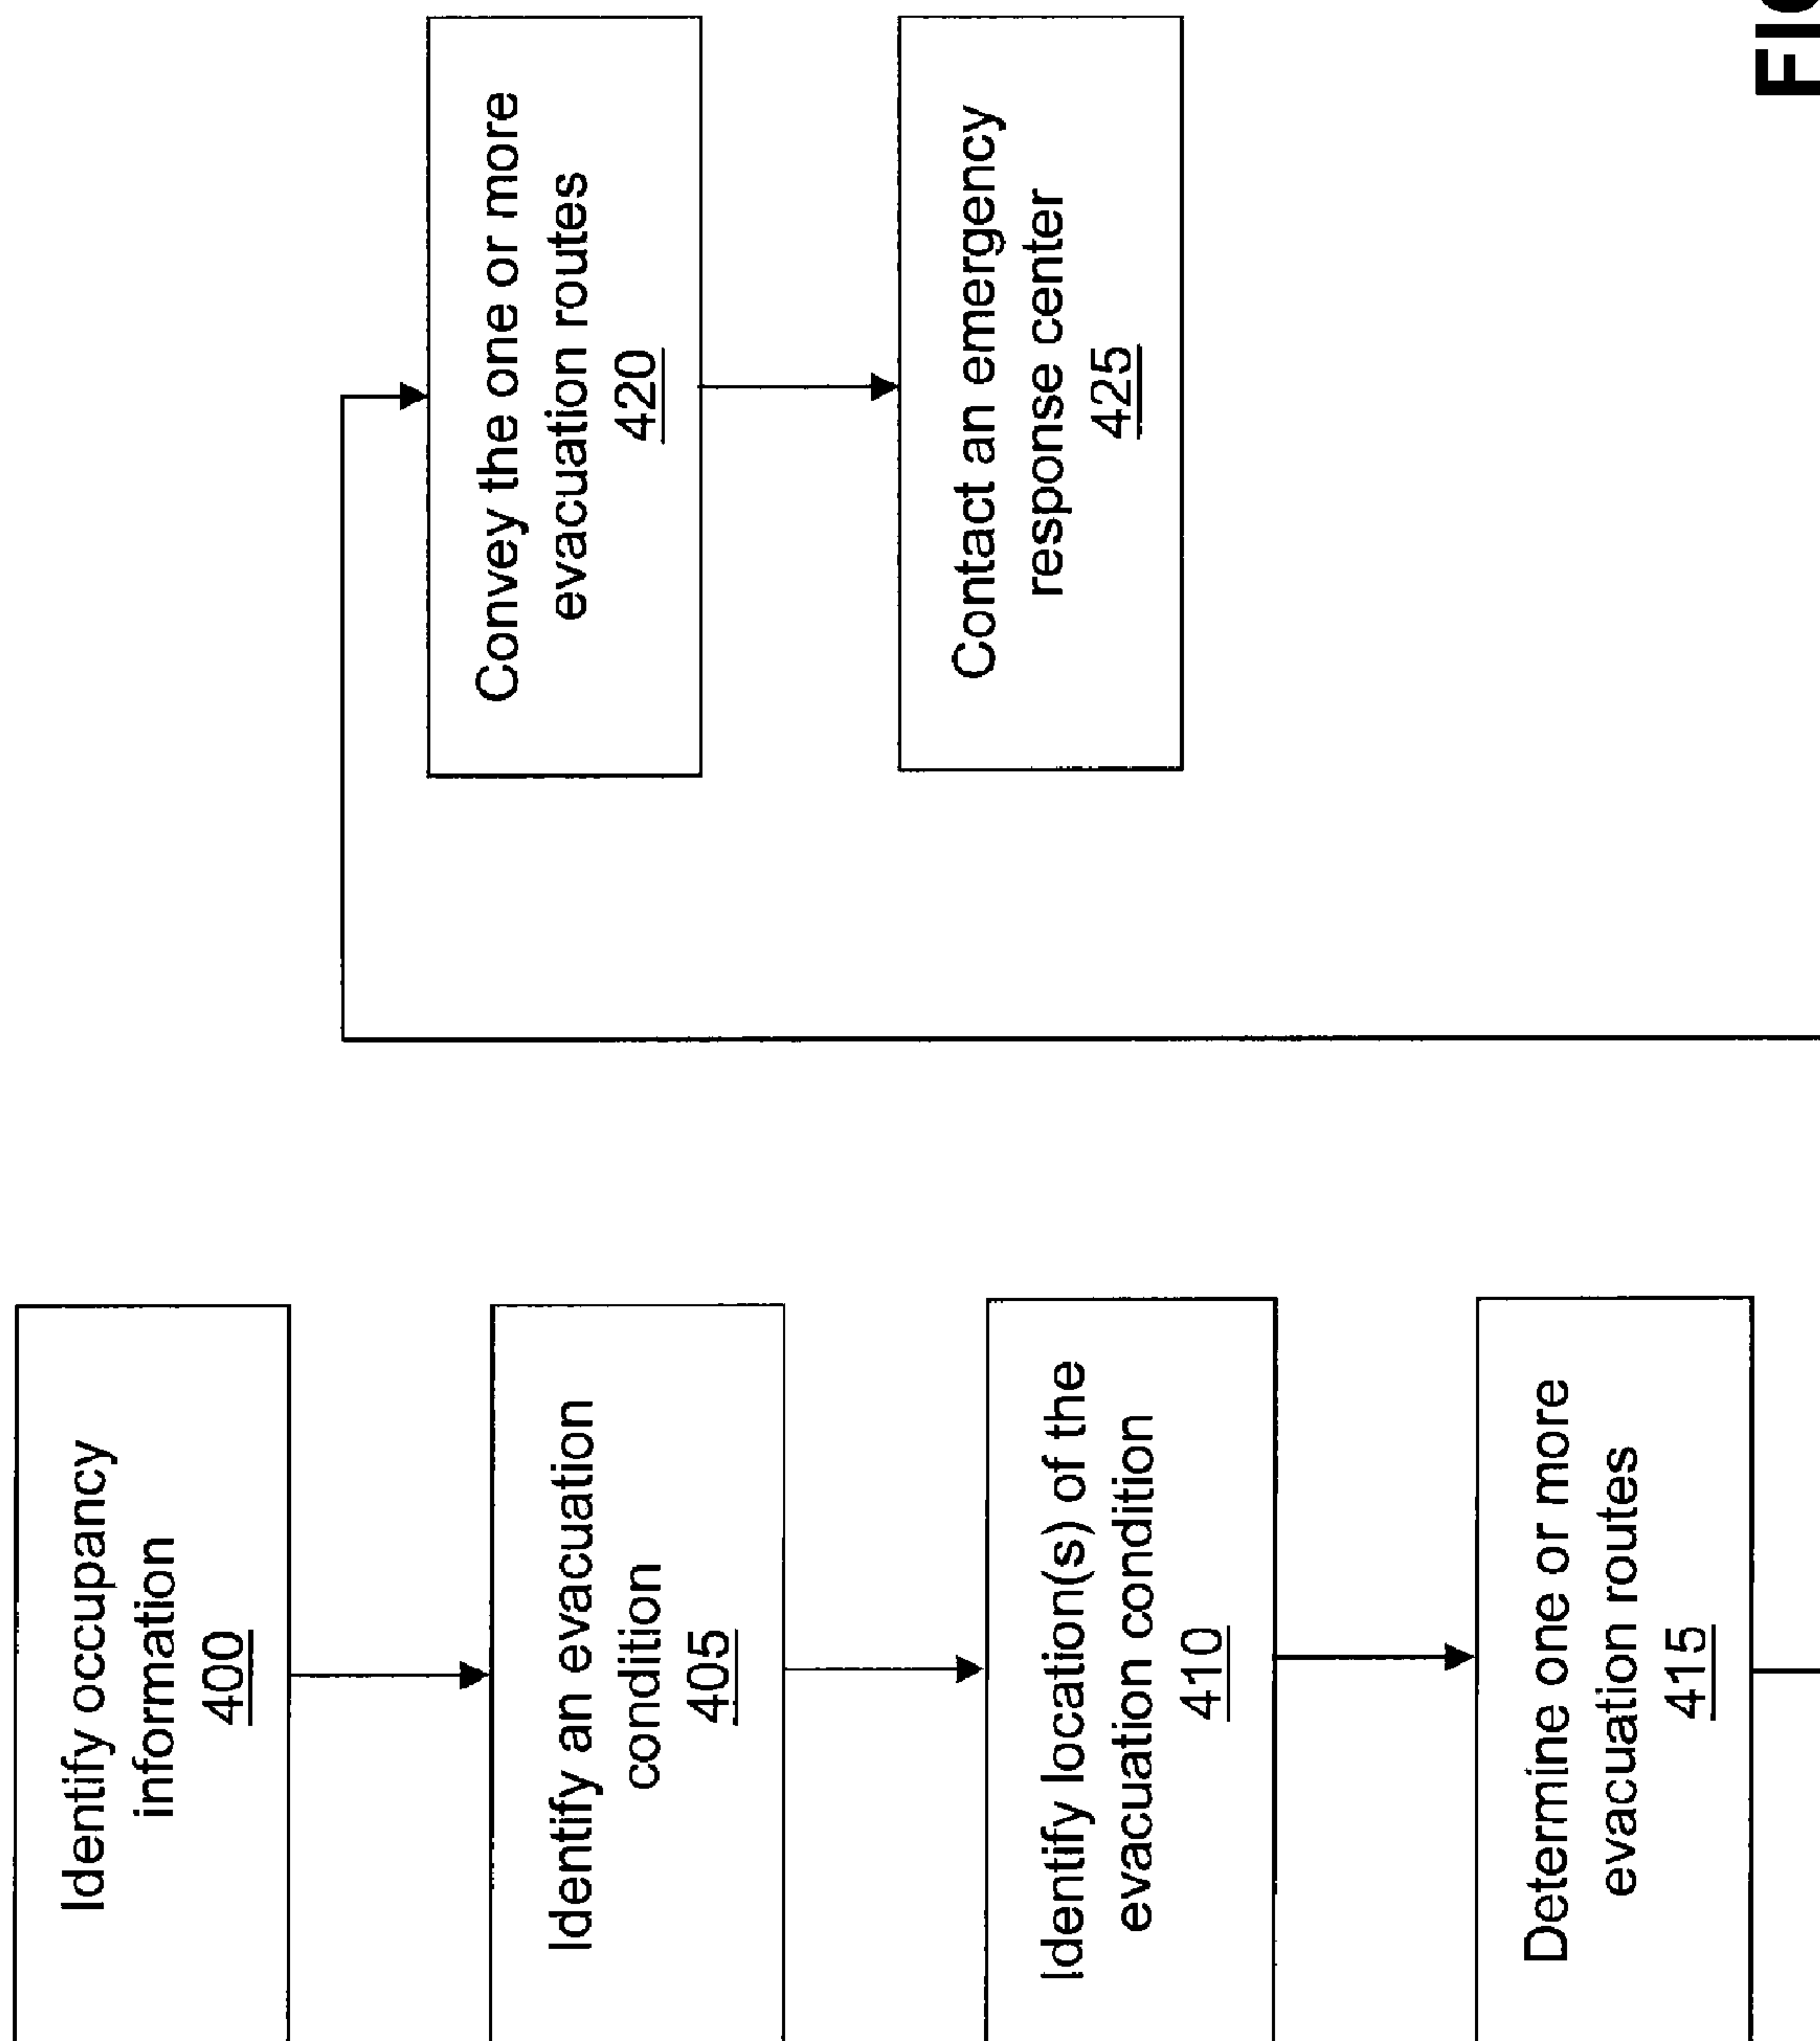 Identify occupancy
information
400
Identify an evacuation
condition
405
Identify location(s) of the
evacuation condition
410
Determine one or more
evacuation routes
415
Convey the one or more
evacuation routes
420
Contact an emergency
response center
425